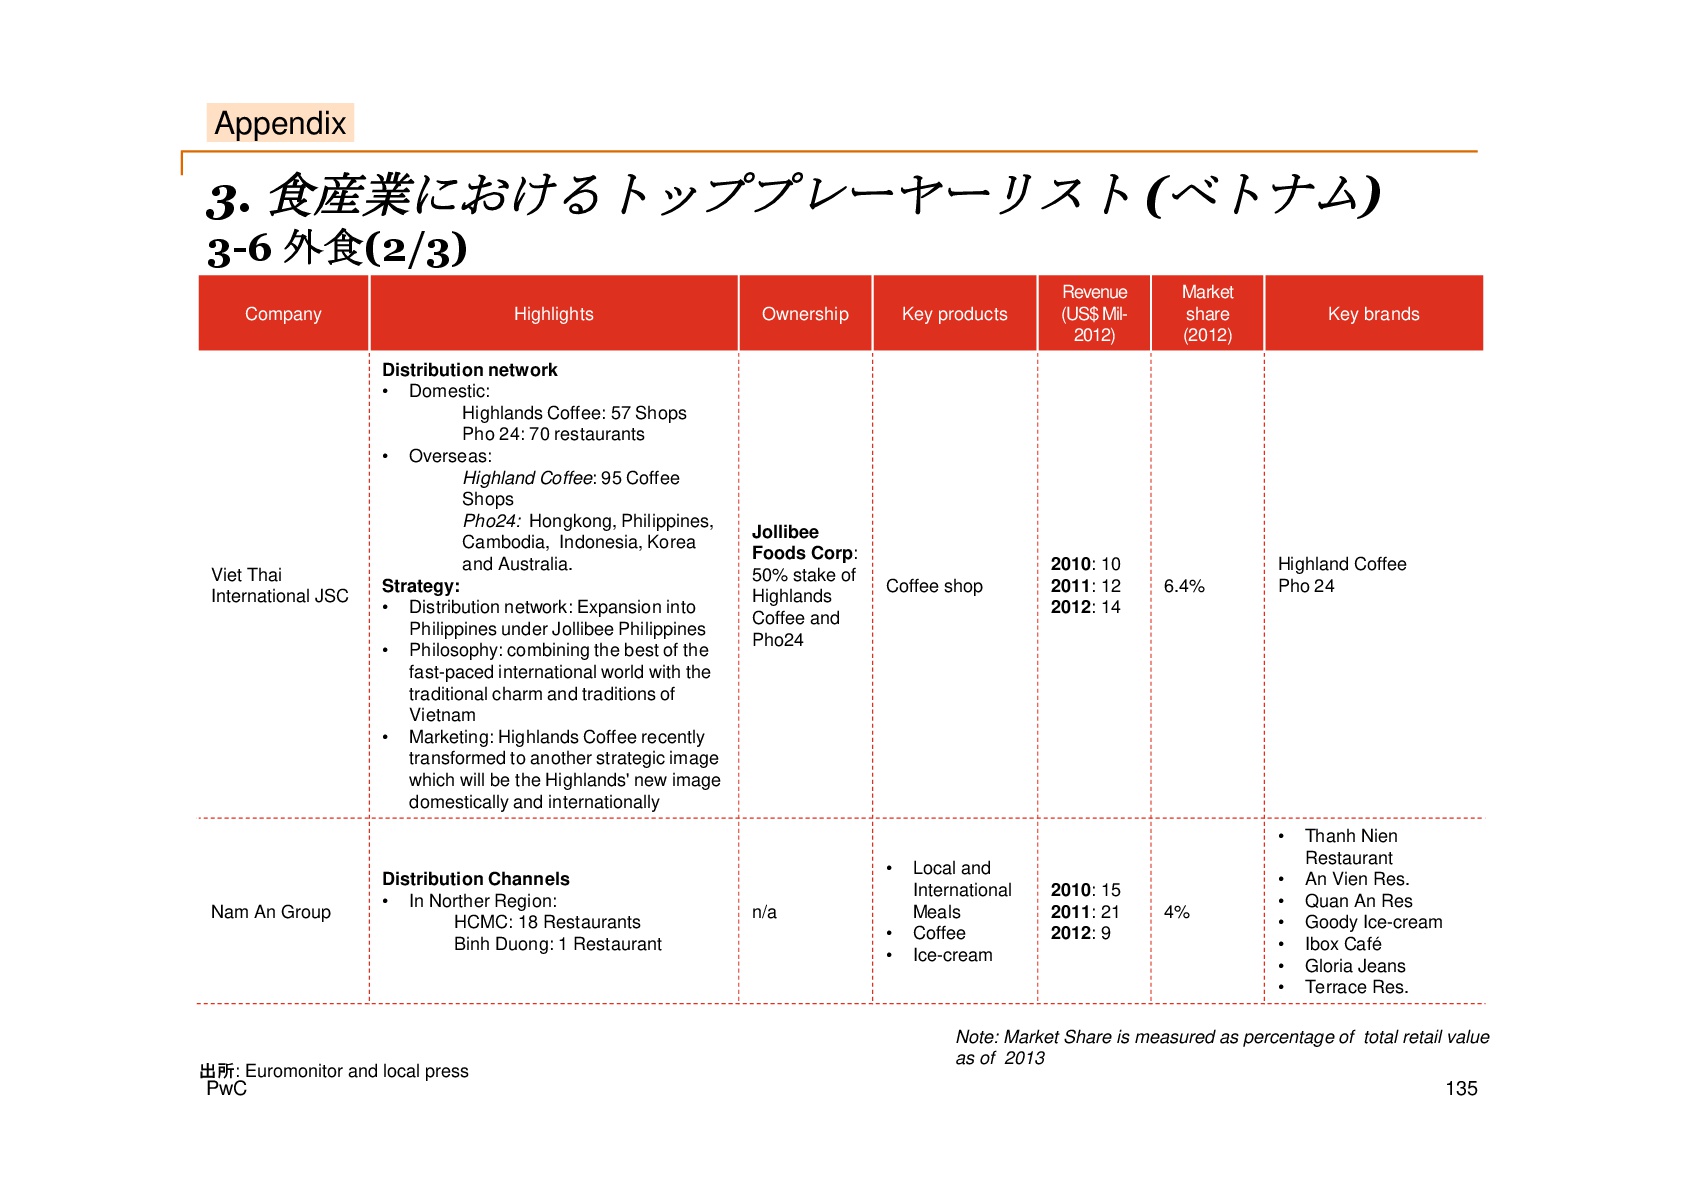 Appendix
3. 食産業におけるトッププレーヤーリスト(ベトナム)
3-6 外食(2/3)
Company
Highlights
Ownership
Key products
Revenue
(US$ Mil-
2012)
Market
share
(2012)
Key brands
Viet Thai
International JSC
Distribution network
• Domestic:
Highlands Coffee: 57 Shops
Pho 24: 70 restaurants
• Overseas:
Highland Coffee: 95 Coffee
Shops
Pho24: Hongkong, Philippines,
Cambodia, Indonesia, Korea
and Australia.
Strategy:
• Distribution network: Expansion into
Philippines under Jollibee Philippines
• Philosophy: combining the best of the
fast-paced international world with the
traditional charm and traditions of
Vietnam
• Marketing: Highlands Coffee recently
transformed to another strategic image
which will be the Highlands' new image
domestically and internationally
Jollibee
Foods Corp:
50% stake of
Highlands
Coffee and
Pho24
Coffee shop
2010: 10
2011: 12
2012: 14
6.4%
Highland Coffee
Pho 24
Nam An Group
Distribution Channels
• In Norther Region:
HCMC: 18 Restaurants
Binh Duong: 1 Restaurant
n/a
• Local and
International
Meals
• Coffee
• Ice-cream
2010: 15
2011: 21
2012: 9
4%
• Thanh Nien
Restaurant
• An Vien Res.
• Quan An Res
• Goody Ice-cream
• Ibox Café
• Gloria Jeans
• Terrace Res.
Note: Market Share is measured as percentage of total retail value
as of 2013
出所: Euromonitor and local press
PwC
135